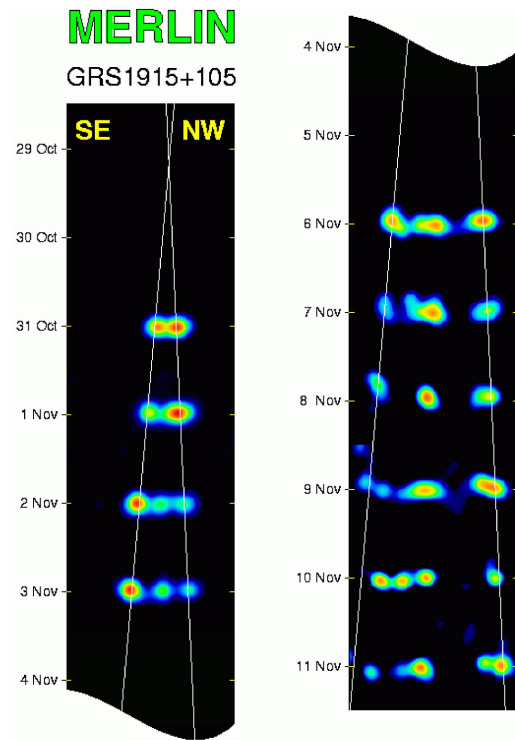 MERLIN
GRS1915+105
SE NW
29 Oct
30 Oct
31 Oct
1 Nov
2 Nov
3 Nov
4 Nov
4 Nov
5 Nov
6 Nov
7 Nov
8 Nov
9 Nov
10 Nov
11 Nov